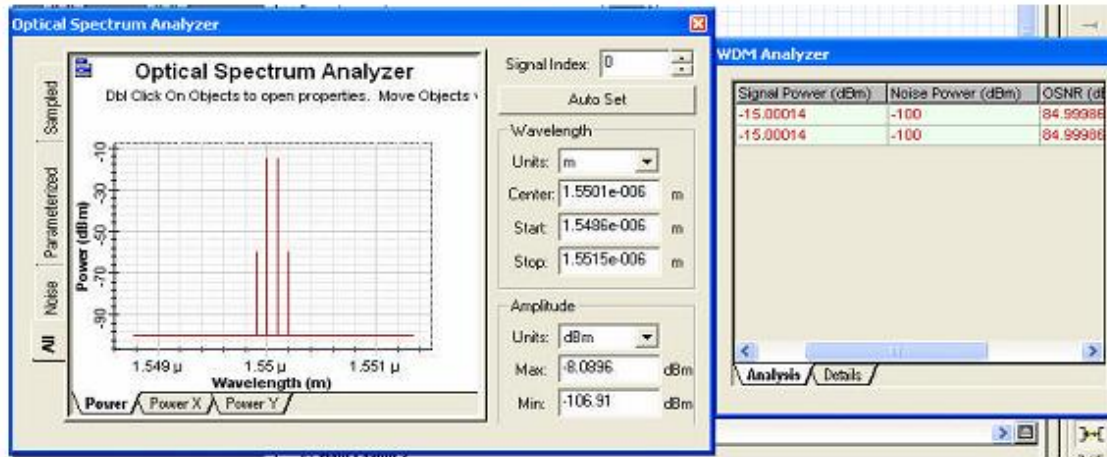 Optical Spectrum Analyzer
Optical Spectrum Analyzer
Dbl Click On Objects to open properties. Move Objects
Sampled
Parameterized
Noise
All
Power (dBm)
-10
-30
-50
-70
-90
1.549 µ
1.55 µ
1.551 µ
Wavelength (m)
Power
Power X
Power Y
Signal Index: 0
Auto Set
Wavelength
Units: m
Center: 1.5501e-006 m
Start: 1.5486e-006 m
Stop: 1.5515e-006 m
Amplitude
Units: dBm
Max: -8.0896 dBm
Min: -106.91 dBm
WDM Analyzer
Signal Power (dBm) Noise Power (dBm) OSNR (dB
-15.00014 -100 84.99986
-15.00014 -100 84.99986
Analysis
Details